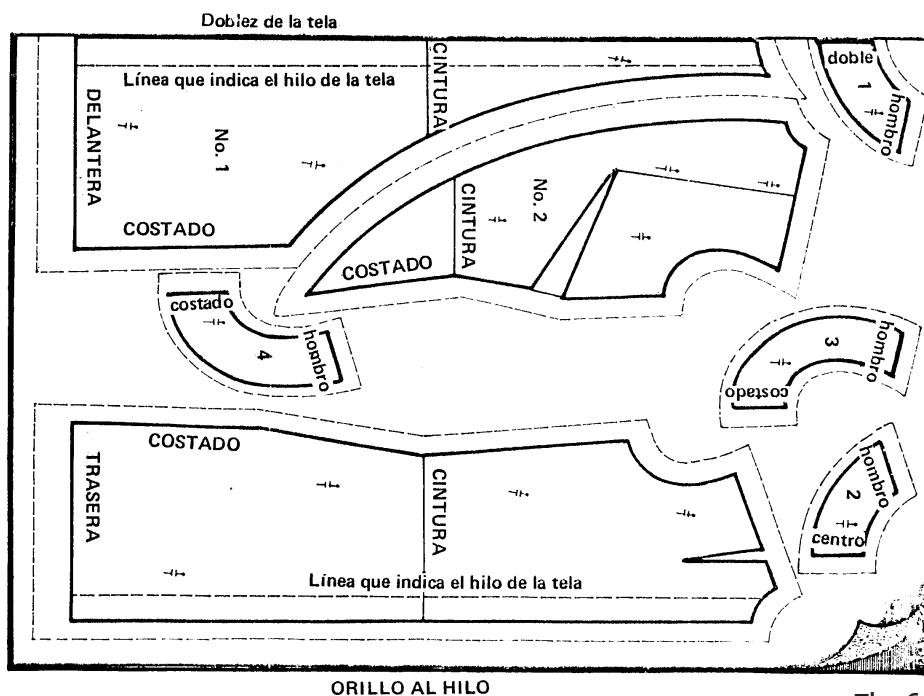 Doblez de la tela
Línea que indica el hilo de la tela
DELANTERA
No. 1
CINTURA
COSTADO
No. 2
CINTURA
COSTADO
doble
1
hombro
costado
4
hombro
hombro
3
costado
hombro
2
centro
COSTADO
TRASERA
CINTURA
Línea que indica el hilo de la tela
ORILLO AL HILO